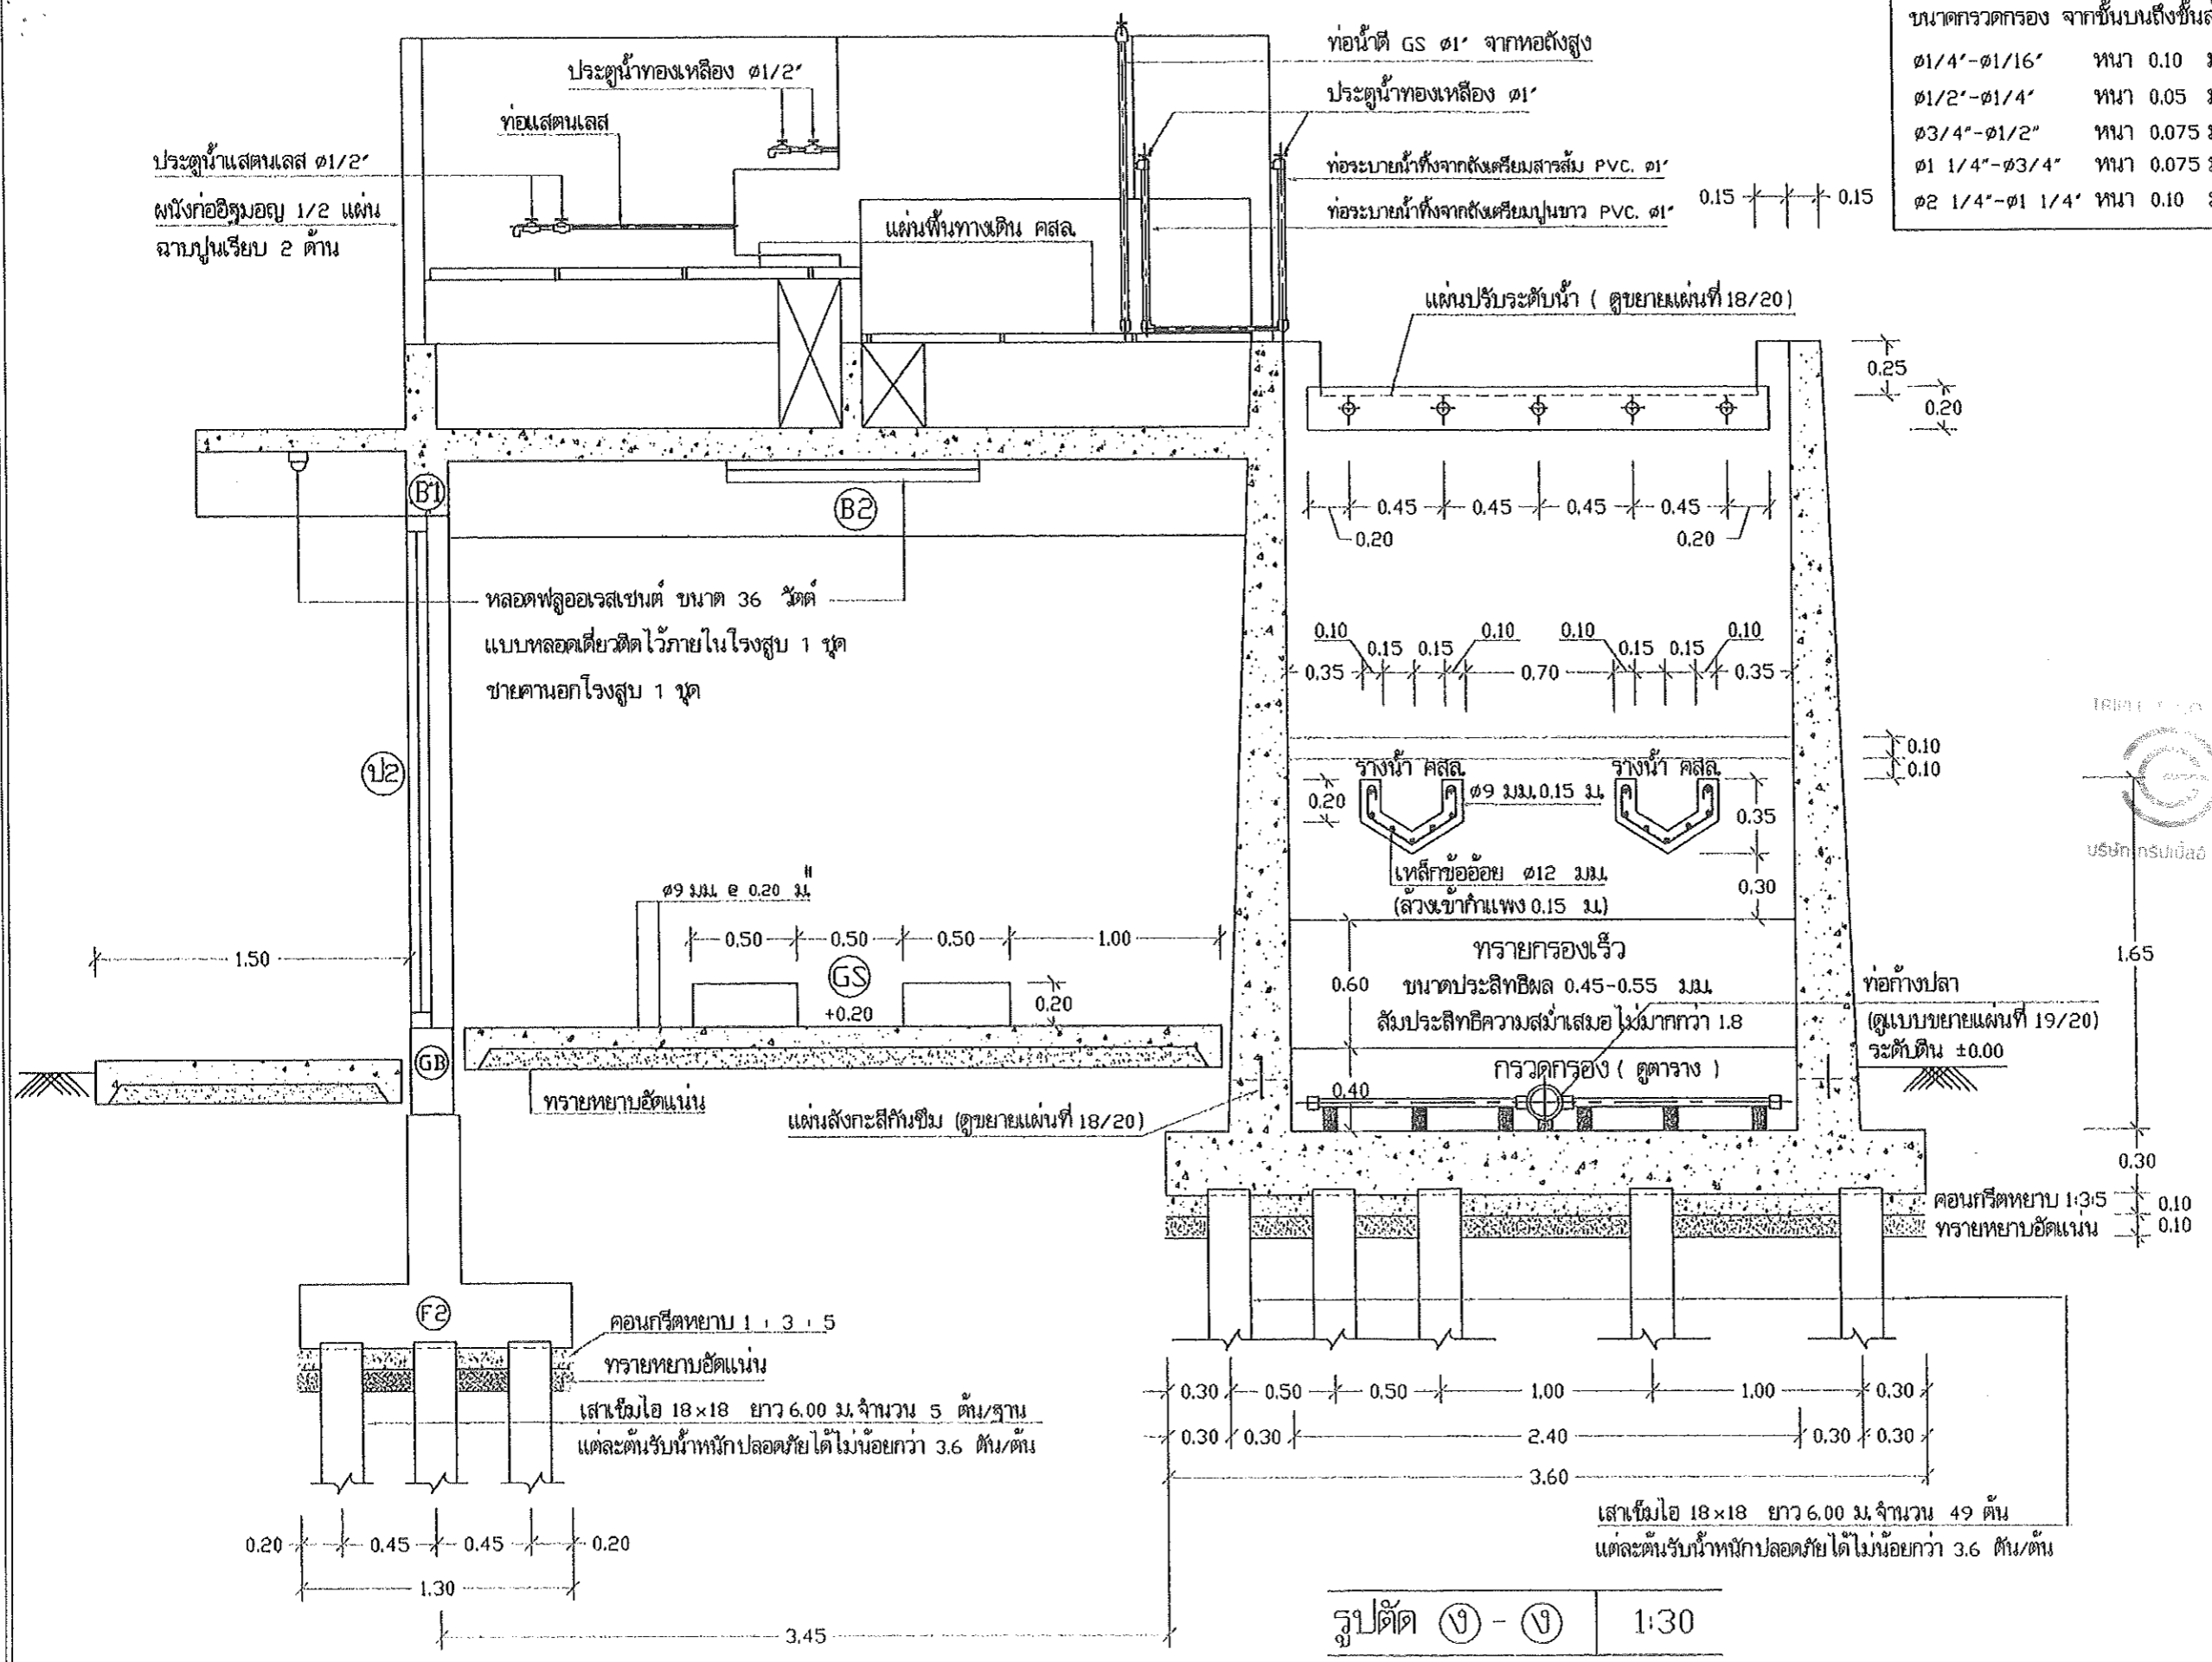 ขนาดกรวดกรอง จากชั้นบนถึงชั้นล่
ø1/4"-ø1/16" หนา 0.10
ø1/2"-ø1/4" หนา 0.05
ø3/4"-ø1/2" หนา 0.075
ø1 1/4"-ø3/4" หนา 0.075
ø2 1/4"-ø1 1/4" หนา 0.10
ท่อน้ำดี GS ø1" จากหอถังสูง
ประตูน้ำทองเหลือง ø1"
ท่อระบายน้ำทิ้งจากถังเตรียมสารส้ม PVC. ø1"
ท่อระบายน้ำทิ้งจากถังเตรียมปูนขาว PVC. ø1"
0.15 0.15
ประตูน้ำทองเหลือง ø1/2"
ท่อแสตนเลส
ประตูน้ำแสตนเลส ø1/2"
ผนังก่ออิฐมอญ 1/2 แผ่น
ฉาบปูนเรียบ 2 ด้าน
แผ่นพื้นทางเดิน คสล.
แผ่นปรับระดับน้ำ ( ดูขยายแผ่นที่ 18/20)
0.25
0.20
B1
B2
0.45 0.45 0.45 0.45
0.20 0.20
หลอดฟลูออเรสเซนต์ ขนาด 36 วัตต์
แบบหลอดเดี่ยวติดไว้ภายในโรงสูบ 1 ชุด
ชายคานอกโรงสูบ 1 ชุด
0.10 0.10 0.10 0.10
0.15 0.15 0.15 0.15
0.35 0.70 0.35
0.10
0.10
ป2
รางน้ำ คสล. รางน้ำ คสล.
0.20 ø9 มม. 0.15 ม. 0.35
เหล็กข้ออ้อย ø12 มม.
(ล้วงเข้ากำแพง 0.15 ม.)
0.30
ø9 มม. @ 0.20 ม.
0.50 0.50 0.50 1.00
1.50
GS
+0.20
0.20
ทรายกรองเร็ว
0.60 ขนาดประสิทธิผล 0.45-0.55 มม.
สัมประสิทธิความสม่ำเสมอ ไม่มากกว่า 1.8
1.65
ท่อก้างปลา
(ดูแบบขยายแผ่นที่ 19/20)
ระดับดิน ±0.00
GB
กรวดกรอง ( ดูตาราง )
0.40
ทรายหยาบอัดแน่น
แผ่นสังกะสีกันซึม (ดูขยายแผ่นที่ 18/20)
0.30
คอนกรีตหยาบ 1:3:5 0.10
ทรายหยาบอัดแน่น 0.10
F2
คอนกรีตหยาบ 1 : 3 : 5
ทรายหยาบอัดแน่น
เสาเข็มไอ 18×18 ยาว 6.00 ม. จำนวน 5 ต้น/ฐาน
แต่ละต้นรับน้ำหนักปลอดภัยได้ไม่น้อยกว่า 3.6 ตัน/ต้น
0.30 0.50 0.50 1.00 1.00 0.30
0.30 0.30 2.40 0.30 0.30
3.60
เสาเข็มไอ 18×18 ยาว 6.00 ม. จำนวน 49 ต้น
แต่ละต้นรับน้ำหนักปลอดภัยได้ไม่น้อยกว่า 3.6 ตัน/ต้น
0.20 0.45 0.45 0.20
1.30
3.45
รูปตัด ง - ง 1:30